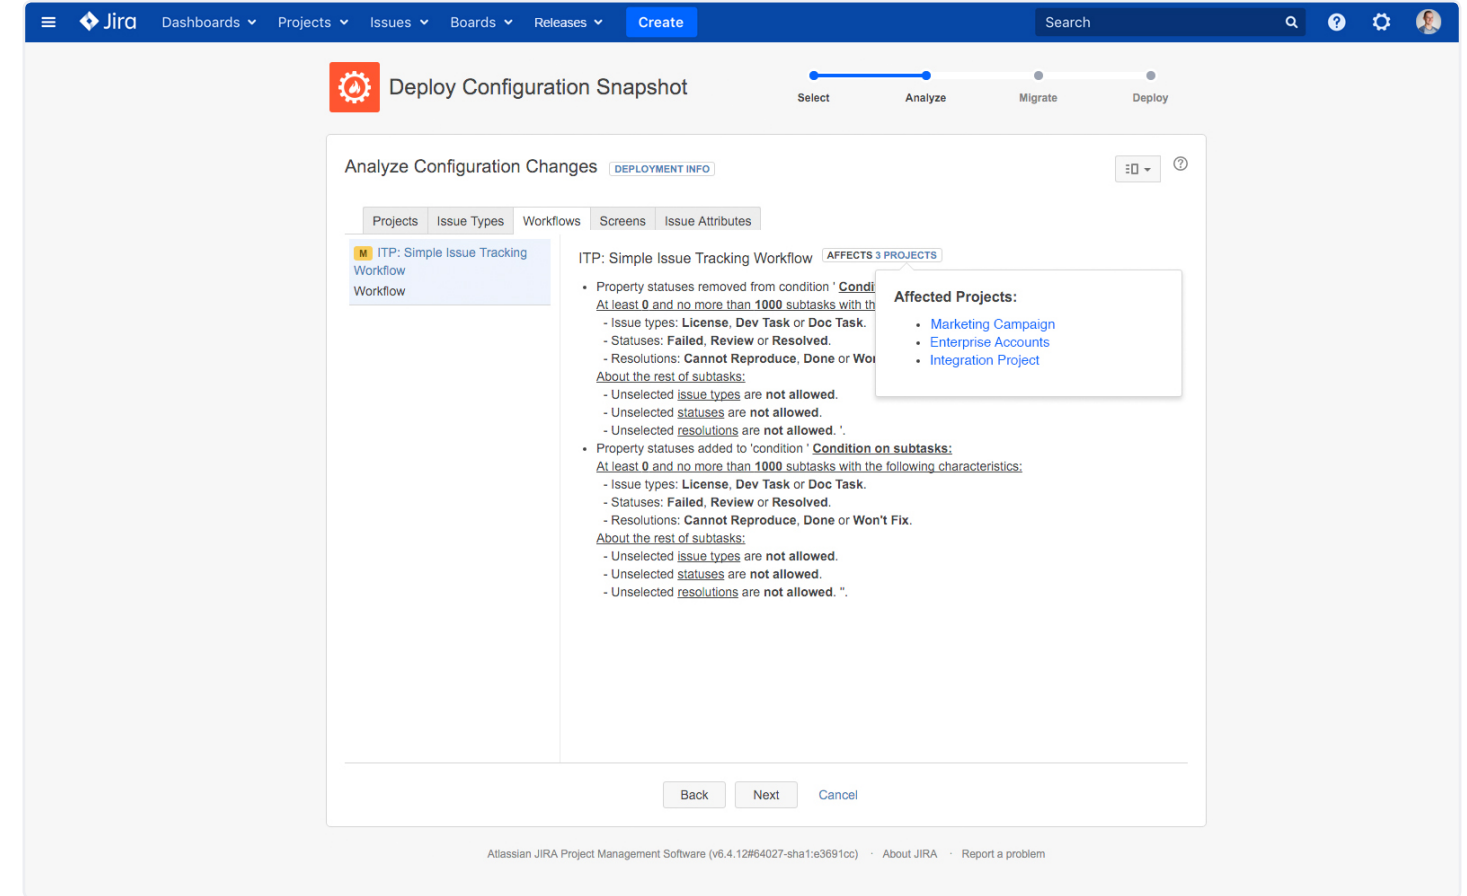 Jira Dashboards Projects Issues Boards Releases Create Search
Deploy Configuration Snapshot
Select Analyze Migrate Deploy
Analyze Configuration Changes DEPLOYMENT INFO
Projects Issue Types Workflows Screens Issue Attributes
M ITP: Simple Issue Tracking
Workflow
Workflow
ITP: Simple Issue Tracking Workflow AFFECTS 3 PROJECTS
• Property statuses removed from condition '
At least 0 and no more than 1000 subtasks with
- Issue types: License, Dev Task or Doc Task.
- Statuses: Failed, Review or Resolved.
- Resolutions: Cannot Reproduce, Done or
About the rest of subtasks:
- Unselected issue types are not allowed.
- Unselected statuses are not allowed.
- Unselected resolutions are not allowed. '.
• Property statuses added to 'condition ' Condition on subtasks:
At least 0 and no more than 1000 subtasks with the following characteristics:
- Issue types: License, Dev Task or Doc Task.
- Statuses: Failed, Review or Resolved.
- Resolutions: Cannot Reproduce, Done or Won't Fix.
About the rest of subtasks:
- Unselected issue types are not allowed.
- Unselected statuses are not allowed.
- Unselected resolutions are not allowed. ''.
Affected Projects:
• Marketing Campaign
• Enterprise Accounts
• Integration Project
Back Next Cancel
Atlassian JIRA Project Management Software (v6.4.12#64027-sha1:e3691cc) · About JIRA · Report a problem